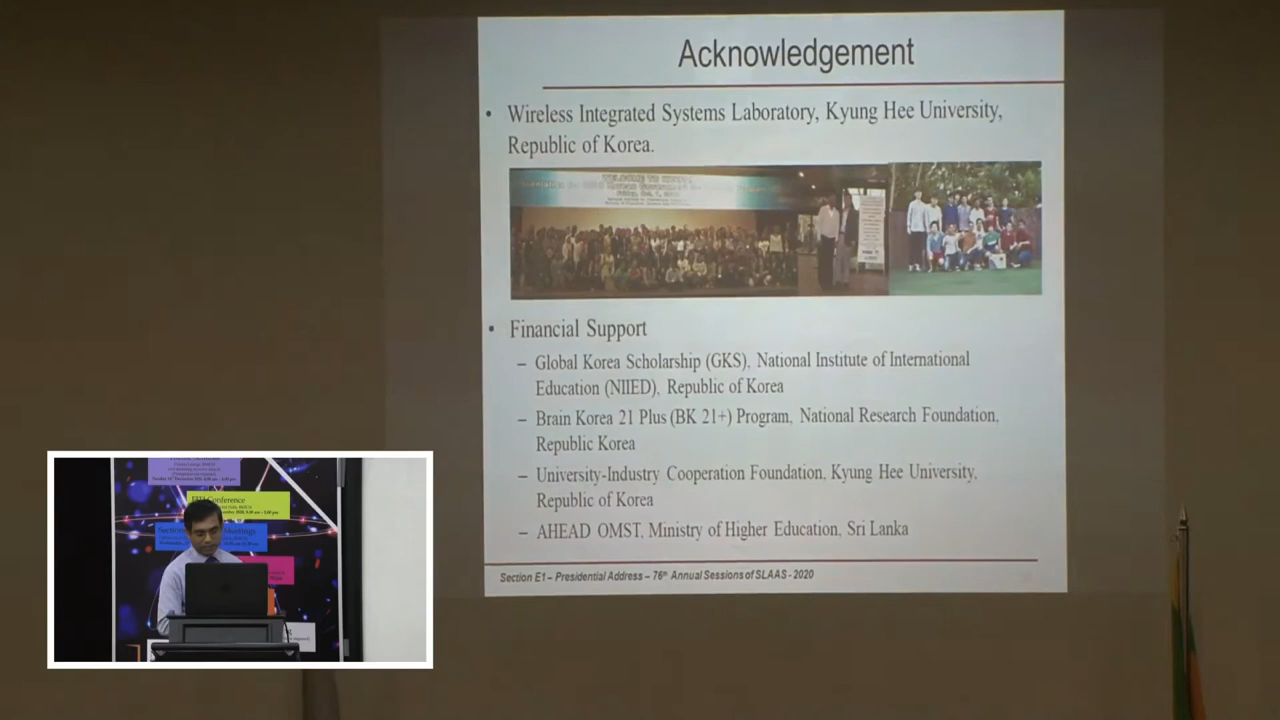 Acknowledgement
• Wireless Integrated Systems Laboratory, Kyung Hee University,
Republic of Korea.
WELCOME TO
• Financial Support
– Global Korea Scholarship (GKS), National Institute of International
Education (NIIED), Republic of Korea
– Brain Korea 21 Plus (BK 21+) Program, National Research Foundation,
Republic Korea
– University-Industry Cooperation Foundation, Kyung Hee University,
Republic of Korea
– AHEAD OMST, Ministry of Higher Education, Sri Lanka
Section E1 – Presidential Address – 76th Annual Sessions of SLAAS - 2020
Conference
Meetings